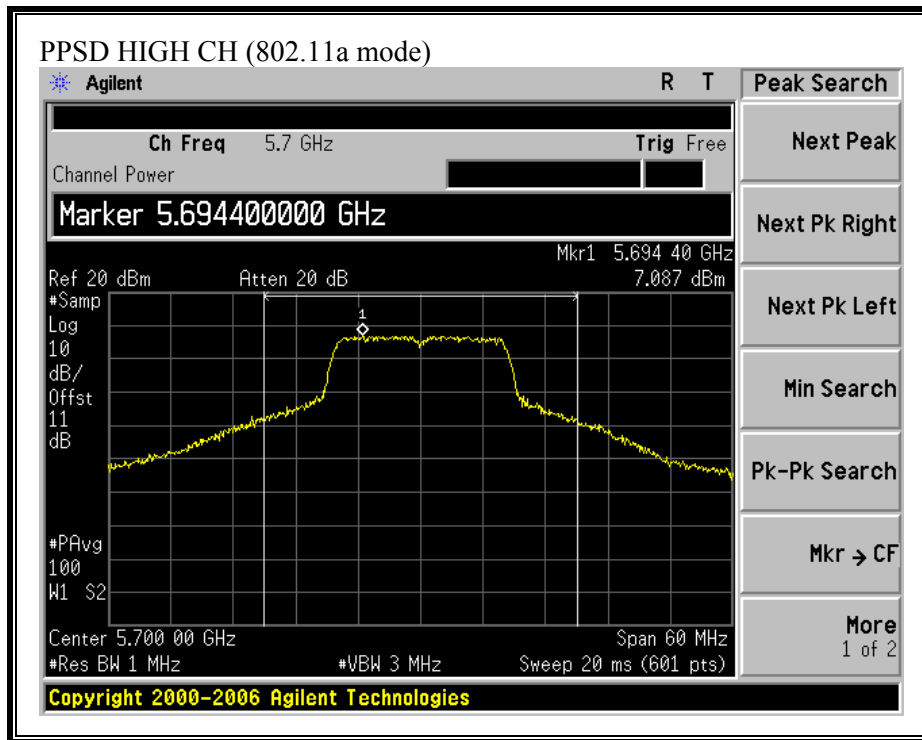 PPSD HIGH CH (802.11a mode)
Agilent R T Peak Search
Ch Freq 5.7 GHz Trig Free
Channel Power
Next Peak
Marker 5.694400000 GHz
Next Pk Right
Mkr1 5.694 40 GHz
Ref 20 dBm Atten 20 dB 7.087 dBm
#Samp
Log
10
dB/
Offst
11
dB
1
Next Pk Left
Min Search
Pk-Pk Search
#PAvg
100
W1 S2
Mkr → CF
Center 5.700 00 GHz Span 60 MHz
#Res BW 1 MHz #VBW 3 MHz Sweep 20 ms (601 pts)
More
1 of 2
Copyright 2000-2006 Agilent Technologies